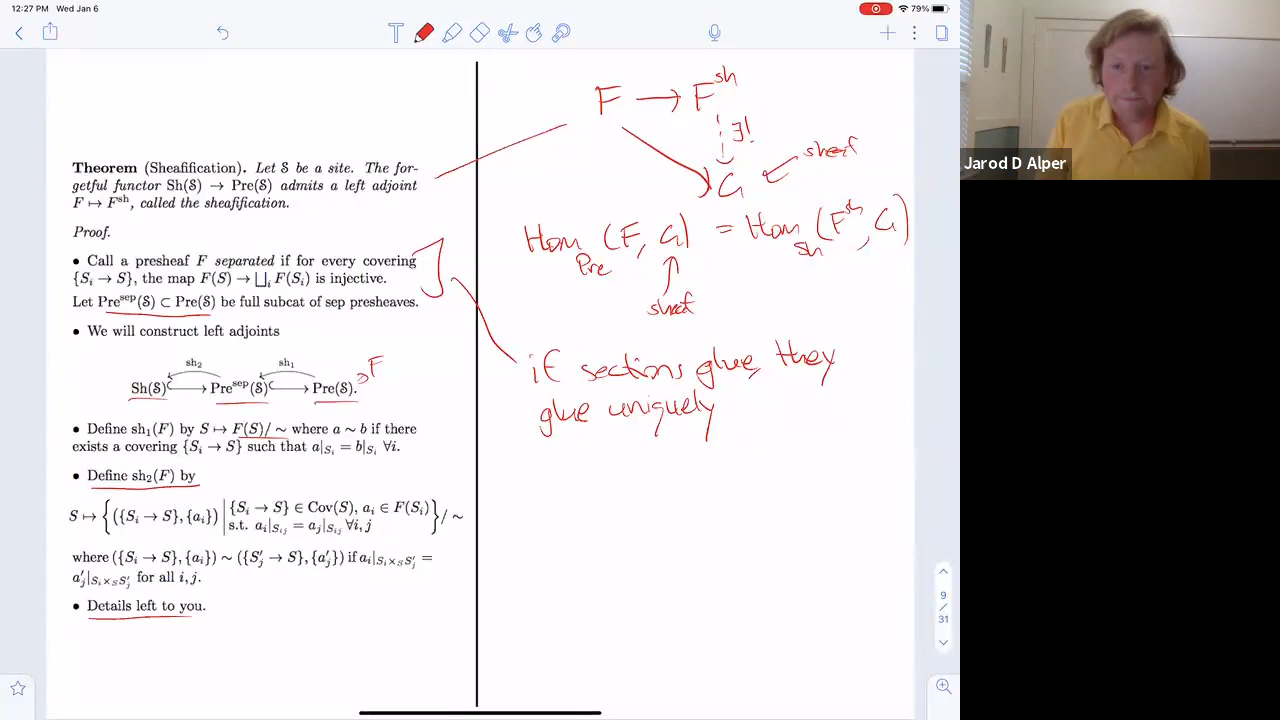 12:27 PM Wed Jan 6
79%
Theorem (Sheafification). Let 𝒮 be a site. The for-
getful functor Sh(𝒮) → Pre(𝒮) admits a left adjoint
F ↦ F^sh, called the sheafification.
Proof.
• Call a presheaf F separated if for every covering
{S_i → S}, the map F(S) → ⨆_i F(S_i) is injective.
Let Pre^sep(𝒮) ⊂ Pre(𝒮) be full subcat of sep presheaves.
• We will construct left adjoints
sh_2 sh_1
Sh(𝒮) Pre^sep(𝒮) Pre(𝒮). ∋ F
• Define sh_1(F) by S ↦ F(S)/ ∼ where a ∼ b if there
exists a covering {S_i → S} such that a|_{S_i} = b|_{S_i} ∀i.
• Define sh_2(F) by
S ↦ { ({S_i → S}, {a_i}) | {S_i → S} ∈ Cov(S), a_i ∈ F(S_i)
s.t. a_i|_{S_ij} = a_j|_{S_ij} ∀i, j } / ∼
where ({S_i → S}, {a_i}) ∼ ({S'_j → S}, {a'_j}) if a_i|_{S_i×_S S'_j} =
a'_j|_{S_i×_S S'_j} for all i, j.
• Details left to you.
F → F^sh
∃!
G ← sheaf
Hom_Pre (F, G) = Hom_Sh (F^sh, G)
sheaf
if sections glue, they
glue uniquely
9
/
31
Jarod D Alper